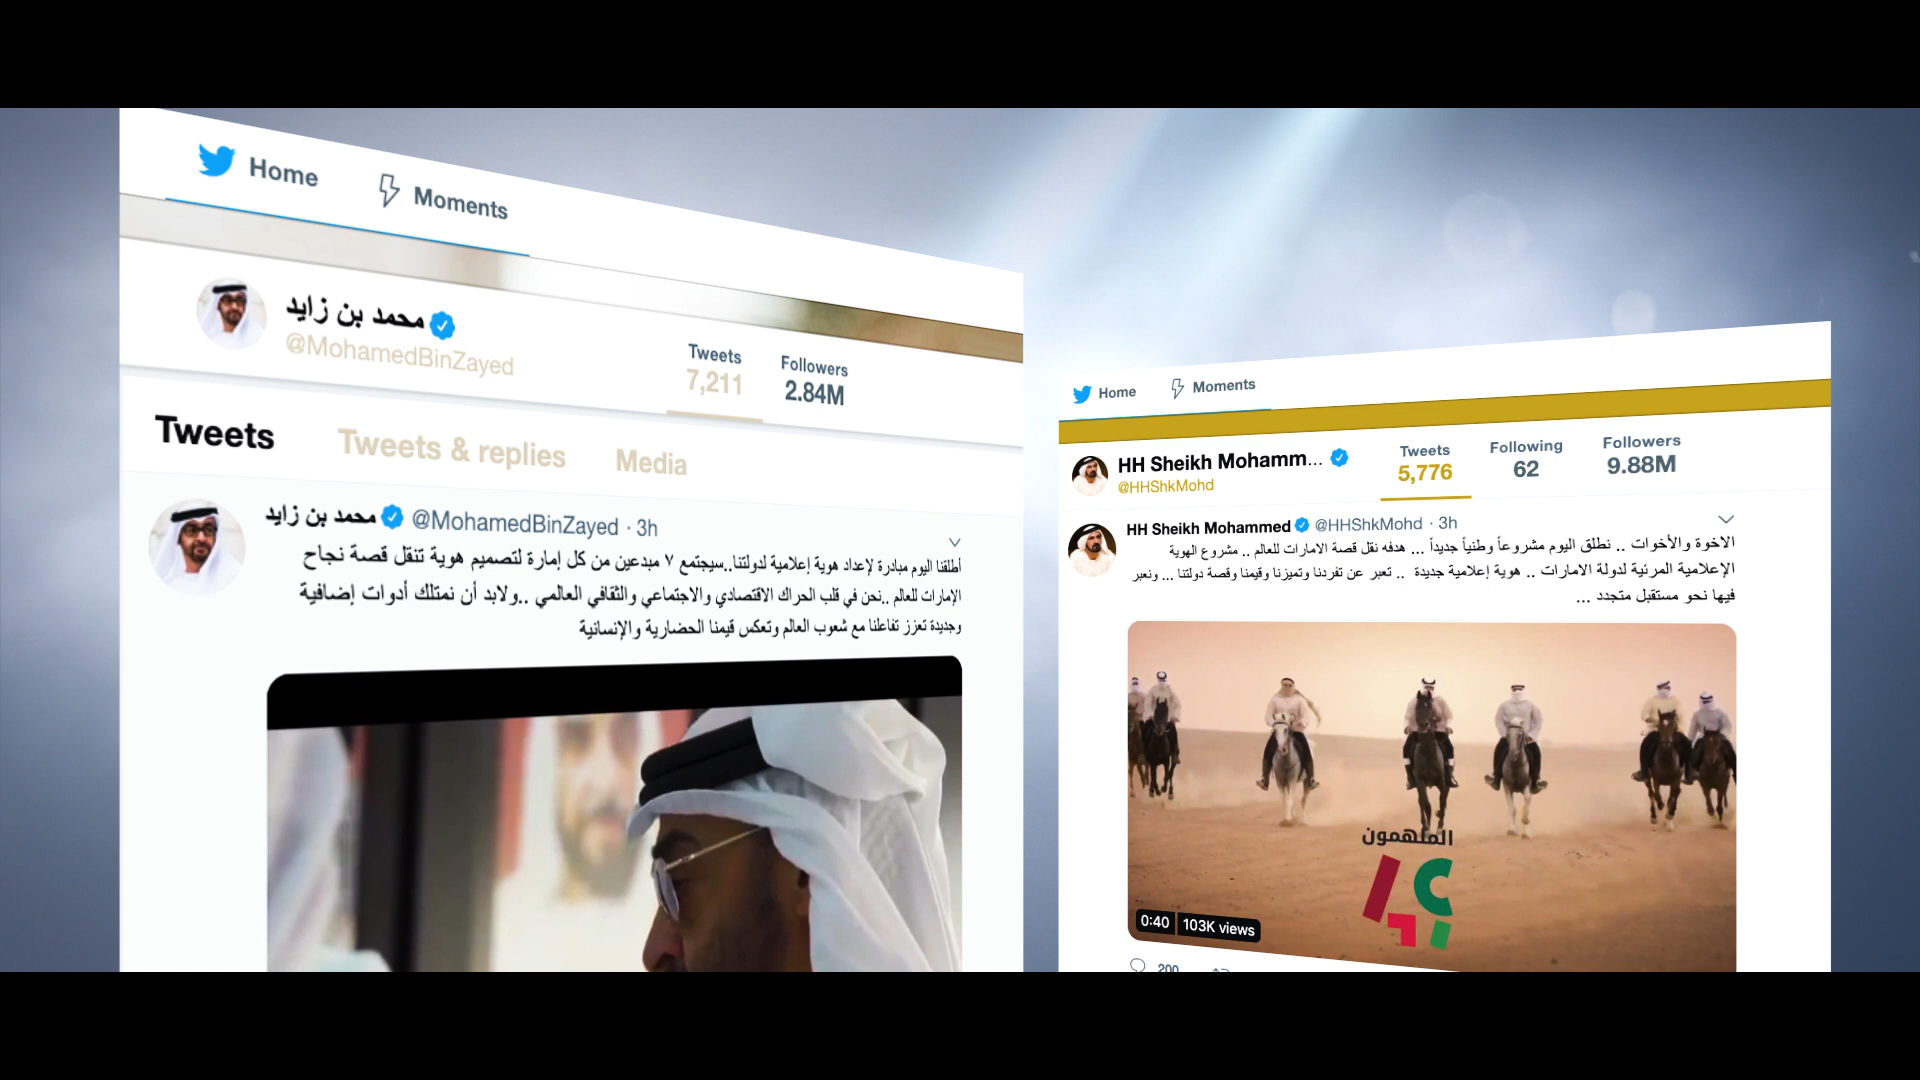 Home
Moments
محمد بن زايد
@MohamedBinZayed
Tweets
7,211
Followers
2.84M
Tweets
Tweets & replies
Media
محمد بن زايد @MohamedBinZayed · 3h
أطلقنا اليوم مبادرة لإعداد هوية إعلامية لدولتنا..سيجتمع ٧ مبدعين من كل إمارة لتصميم هوية تنقل قصة نجاح
الإمارات للعالم ..نحن في قلب الحراك الاقتصادي والاجتماعي والثقافي العالمي ..ولابد أن نمتلك أدوات إضافية
وجديدة تعزز تفاعلنا مع شعوب العالم وتعكس قيمنا الحضارية والإنسانية
Home
Moments
HH Sheikh Mohamm...
@HHShkMohd
Tweets
5,776
Following
62
Followers
9.88M
HH Sheikh Mohammed @HHShkMohd · 3h
الاخوة والأخوات .. نطلق اليوم مشروعاً وطنياً جديداً ... هدفه نقل قصة الامارات للعالم .. مشروع الهوية
الإعلامية المرئية لدولة الامارات .. هوية إعلامية جديدة .. تعبر عن تفردنا وتميزنا وقيمنا وقصة دولتنا ... ونعبر
فيها نحو مستقبل متجدد ...
الملهمون
0:40
103K views
200